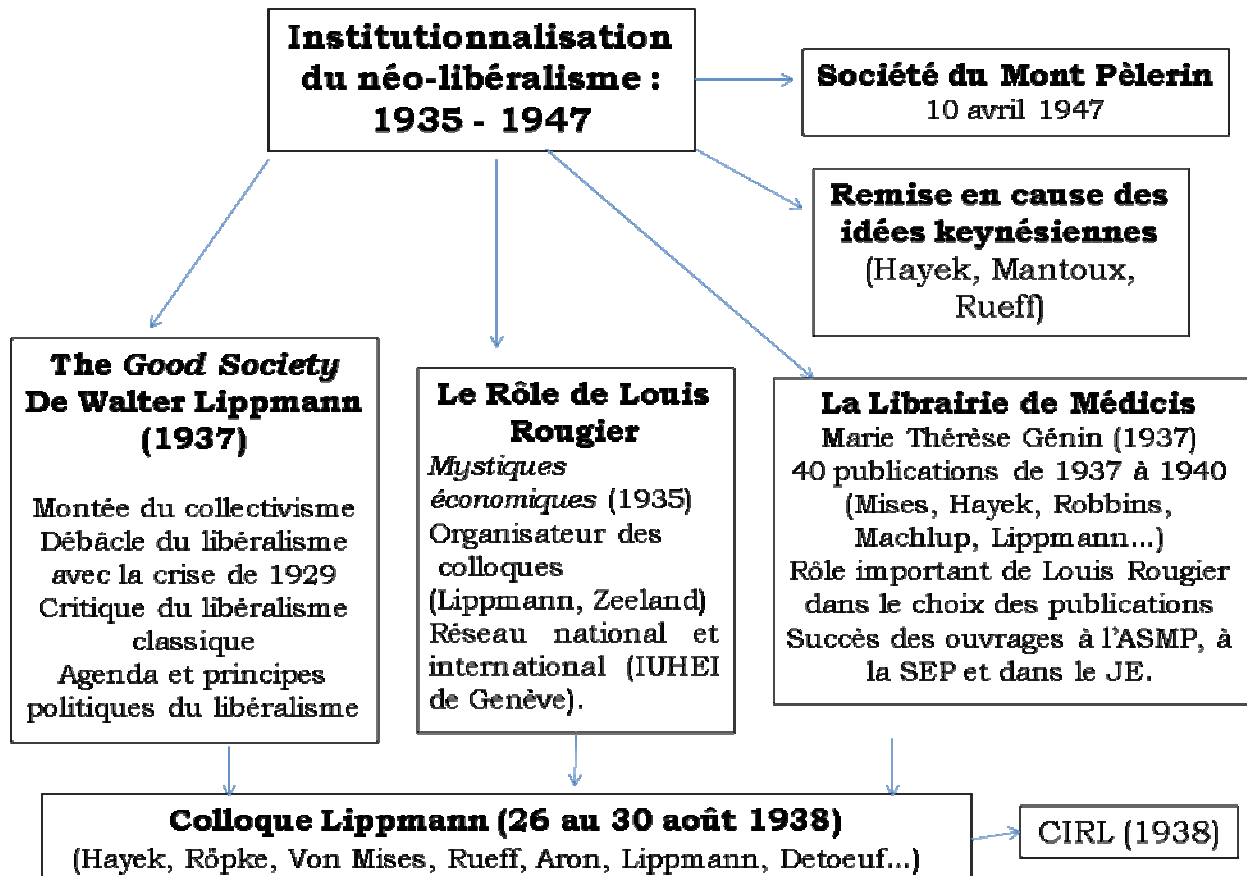 Institutionnalisation
du néo-libéralisme :
1935 - 1947
Société du Mont Pèlerin
10 avril 1947
Remise en cause des
idées keynésiennes
(Hayek, Mantoux,
Rueff)
The Good Society
De Walter Lippmann
(1937)
Montée du collectivisme
Débâcle du libéralisme
avec la crise de 1929
Critique du libéralisme
classique
Agenda et principes
politiques du libéralisme
Le Rôle de Louis
Rougier
Mystiques
économiques (1935)
Organisateur des
colloques
(Lippmann, Zeeland)
Réseau national et
international (IUHEI
de Genève).
La Librairie de Médicis
Marie Thérèse Génin (1937)
40 publications de 1937 à 1940
(Mises, Hayek, Robbins,
Machlup, Lippmann...)
Rôle important de Louis Rougier
dans le choix des publications
Succès des ouvrages à l'ASMP, à
la SEP et dans le JE.
Colloque Lippmann (26 au 30 août 1938)
(Hayek, Röpke, Von Mises, Rueff, Aron, Lippmann, Detoeuf...)
CIRL (1938)